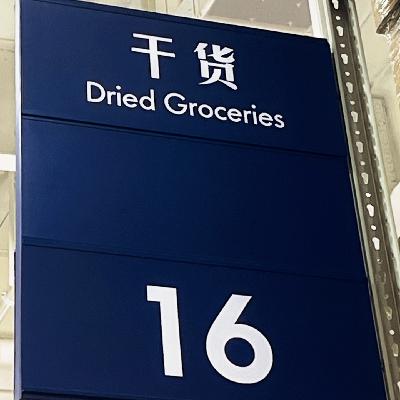 干货
Dried Groceries
16